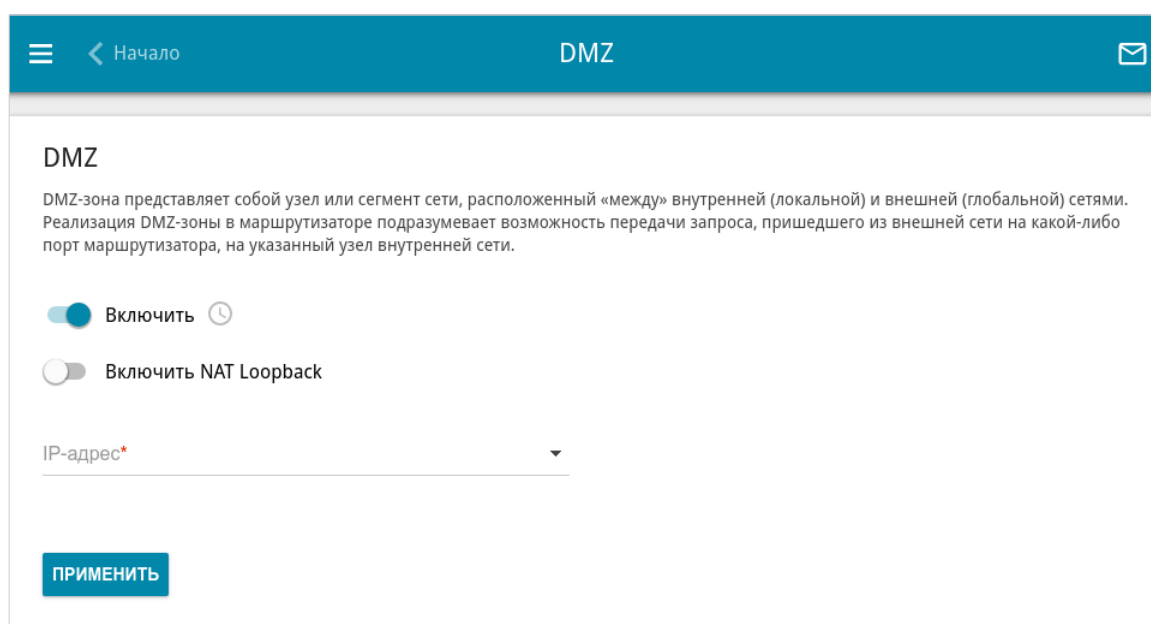 Начало
DMZ
DMZ
DMZ-зона представляет собой узел или сегмент сети, расположенный «между» внутренней (локальной) и внешней (глобальной) сетями.
Реализация DMZ-зоны в маршрутизаторе подразумевает возможность передачи запроса, пришедшего из внешней сети на какой-либо
порт маршрутизатора, на указанный узел внутренней сети.
Включить
Включить NAT Loopback
IP-адрес*
ПРИМЕНИТЬ